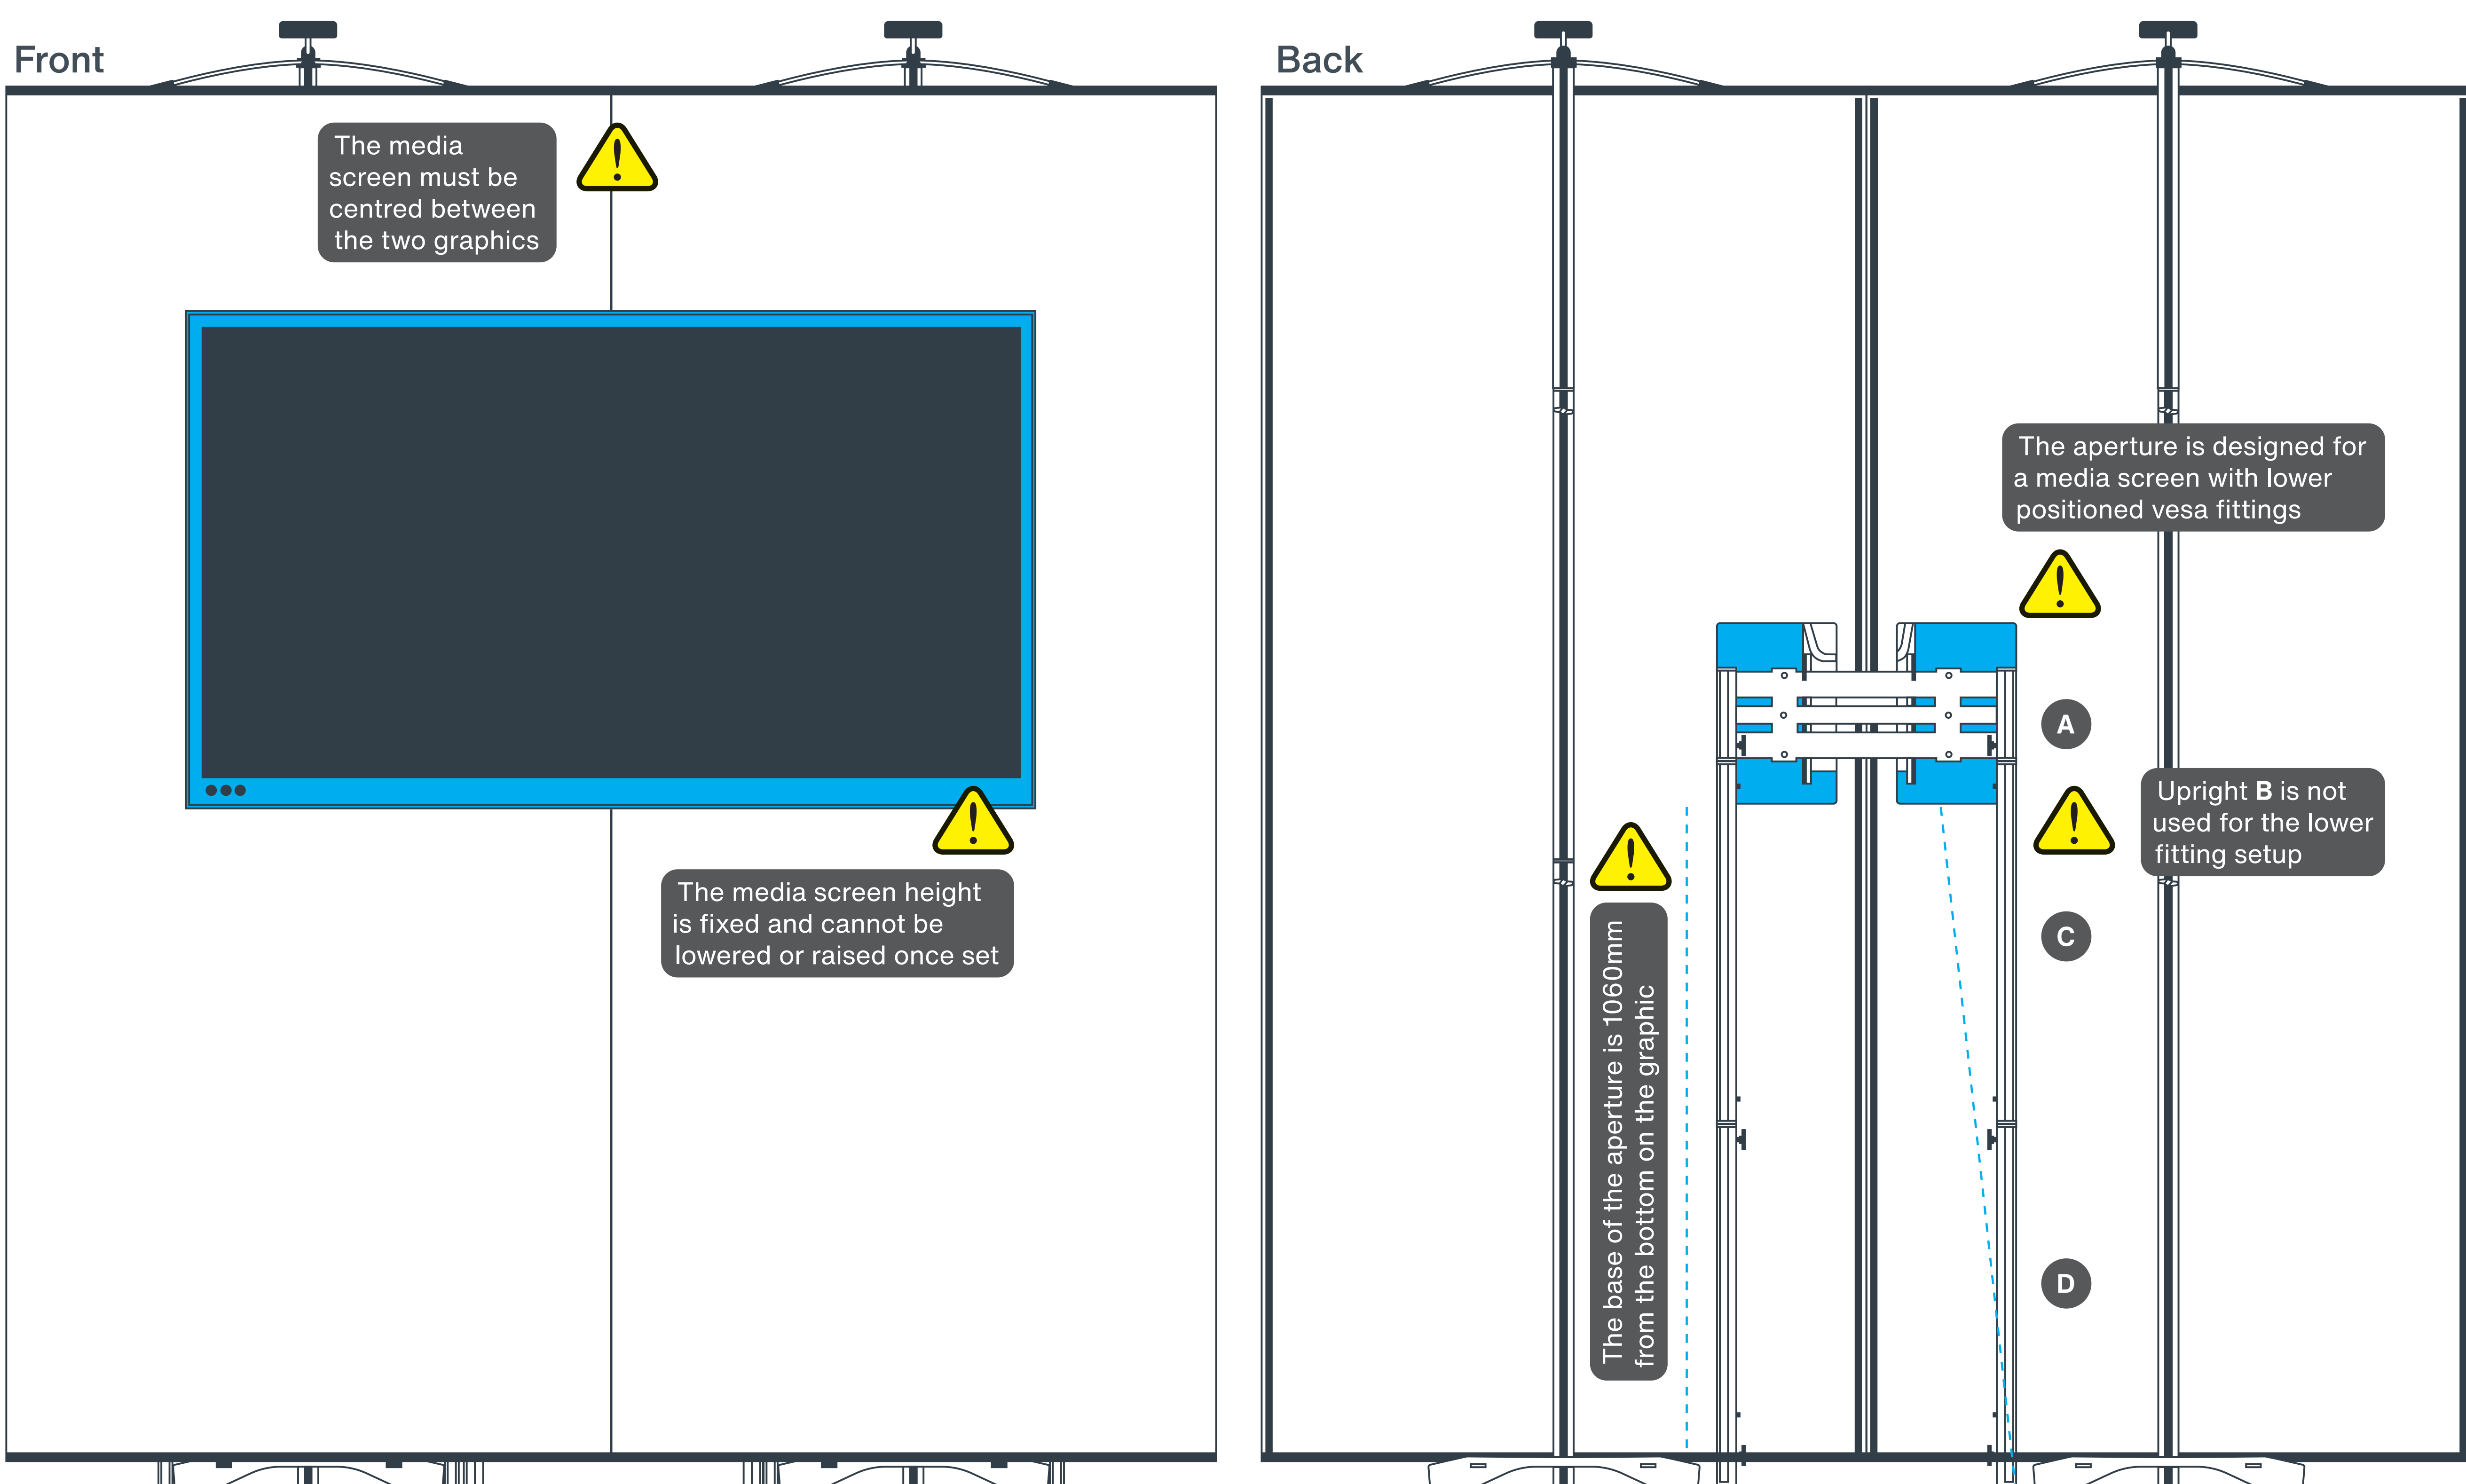 Front
The media
screen must be
centred between
the two graphics
The media screen height
is fixed and cannot be
lowered or raised once set
Back
The aperture is designed for
a media screen with lower
positioned vesa fittings
A
Upright B is not
used for the lower
fitting setup
C
The base of the aperture is 1060mm
from the bottom on the graphic
D